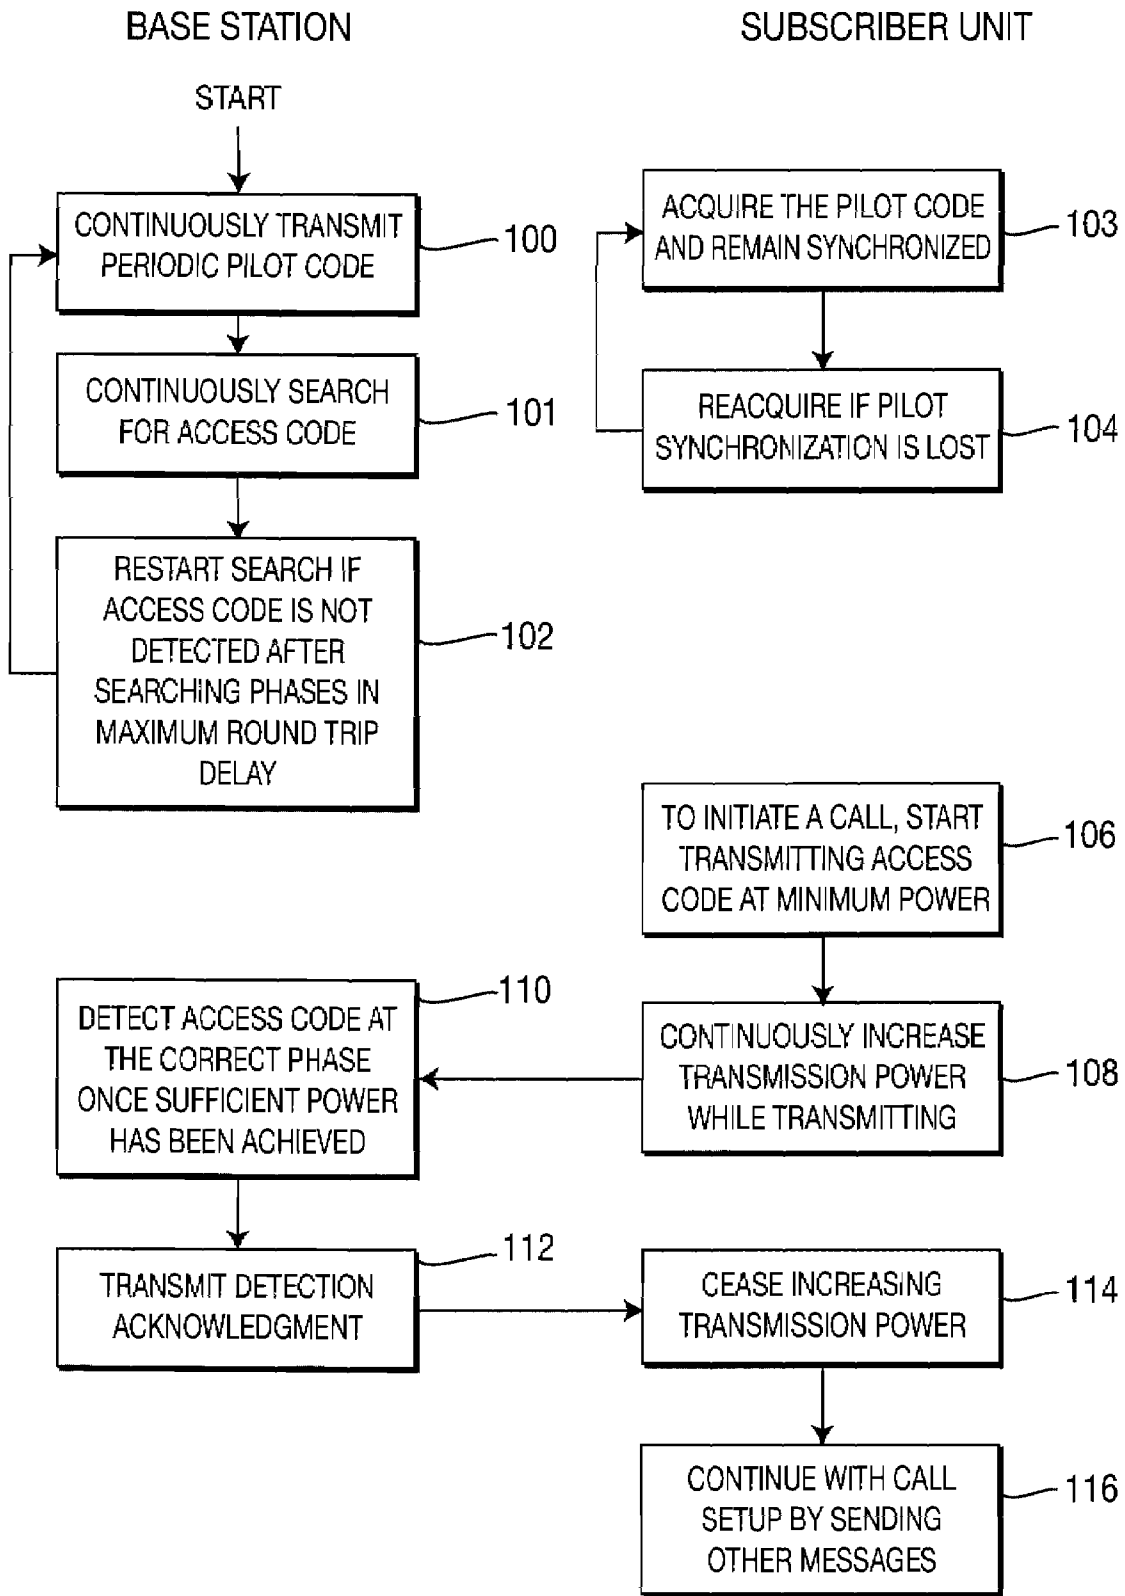 BASE STATION
SUBSCRIBER UNIT
START
CONTINUOUSLY TRANSMIT
PERIODIC PILOT CODE
100
ACQUIRE THE PILOT CODE
AND REMAIN SYNCHRONIZED
103
CONTINUOUSLY SEARCH
FOR ACCESS CODE
101
REACQUIRE IF PILOT
SYNCHRONIZATION IS LOST
104
RESTART SEARCH IF
ACCESS CODE IS NOT
DETECTED AFTER
SEARCHING PHASES IN
MAXIMUM ROUND TRIP
DELAY
102
TO INITIATE A CALL, START
TRANSMITTING ACCESS
CODE AT MINIMUM POWER
106
DETECT ACCESS CODE AT
THE CORRECT PHASE
ONCE SUFFICIENT POWER
HAS BEEN ACHIEVED
110
CONTINUOUSLY INCREASE
TRANSMISSION POWER
WHILE TRANSMITTING
108
TRANSMIT DETECTION
ACKNOWLEDGMENT
112
CEASE INCREASING
TRANSMISSION POWER
114
CONTINUE WITH CALL
SETUP BY SENDING
OTHER MESSAGES
116